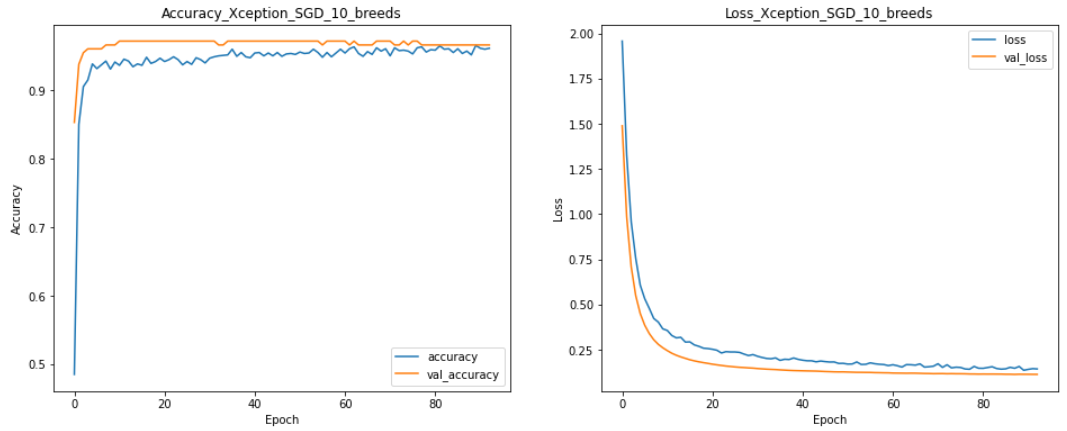 Accuracy_Xception_SGD_10_breeds
0.9
0.8
0.7
0.6
0.5
Accuracy
accuracy
val_accuracy
0
20
40
60
80
Epoch
Loss_Xception_SGD_10_breeds
2.00
1.75
1.50
1.25
1.00
0.75
0.50
0.25
Loss
loss
val_loss
0
20
40
60
80
Epoch